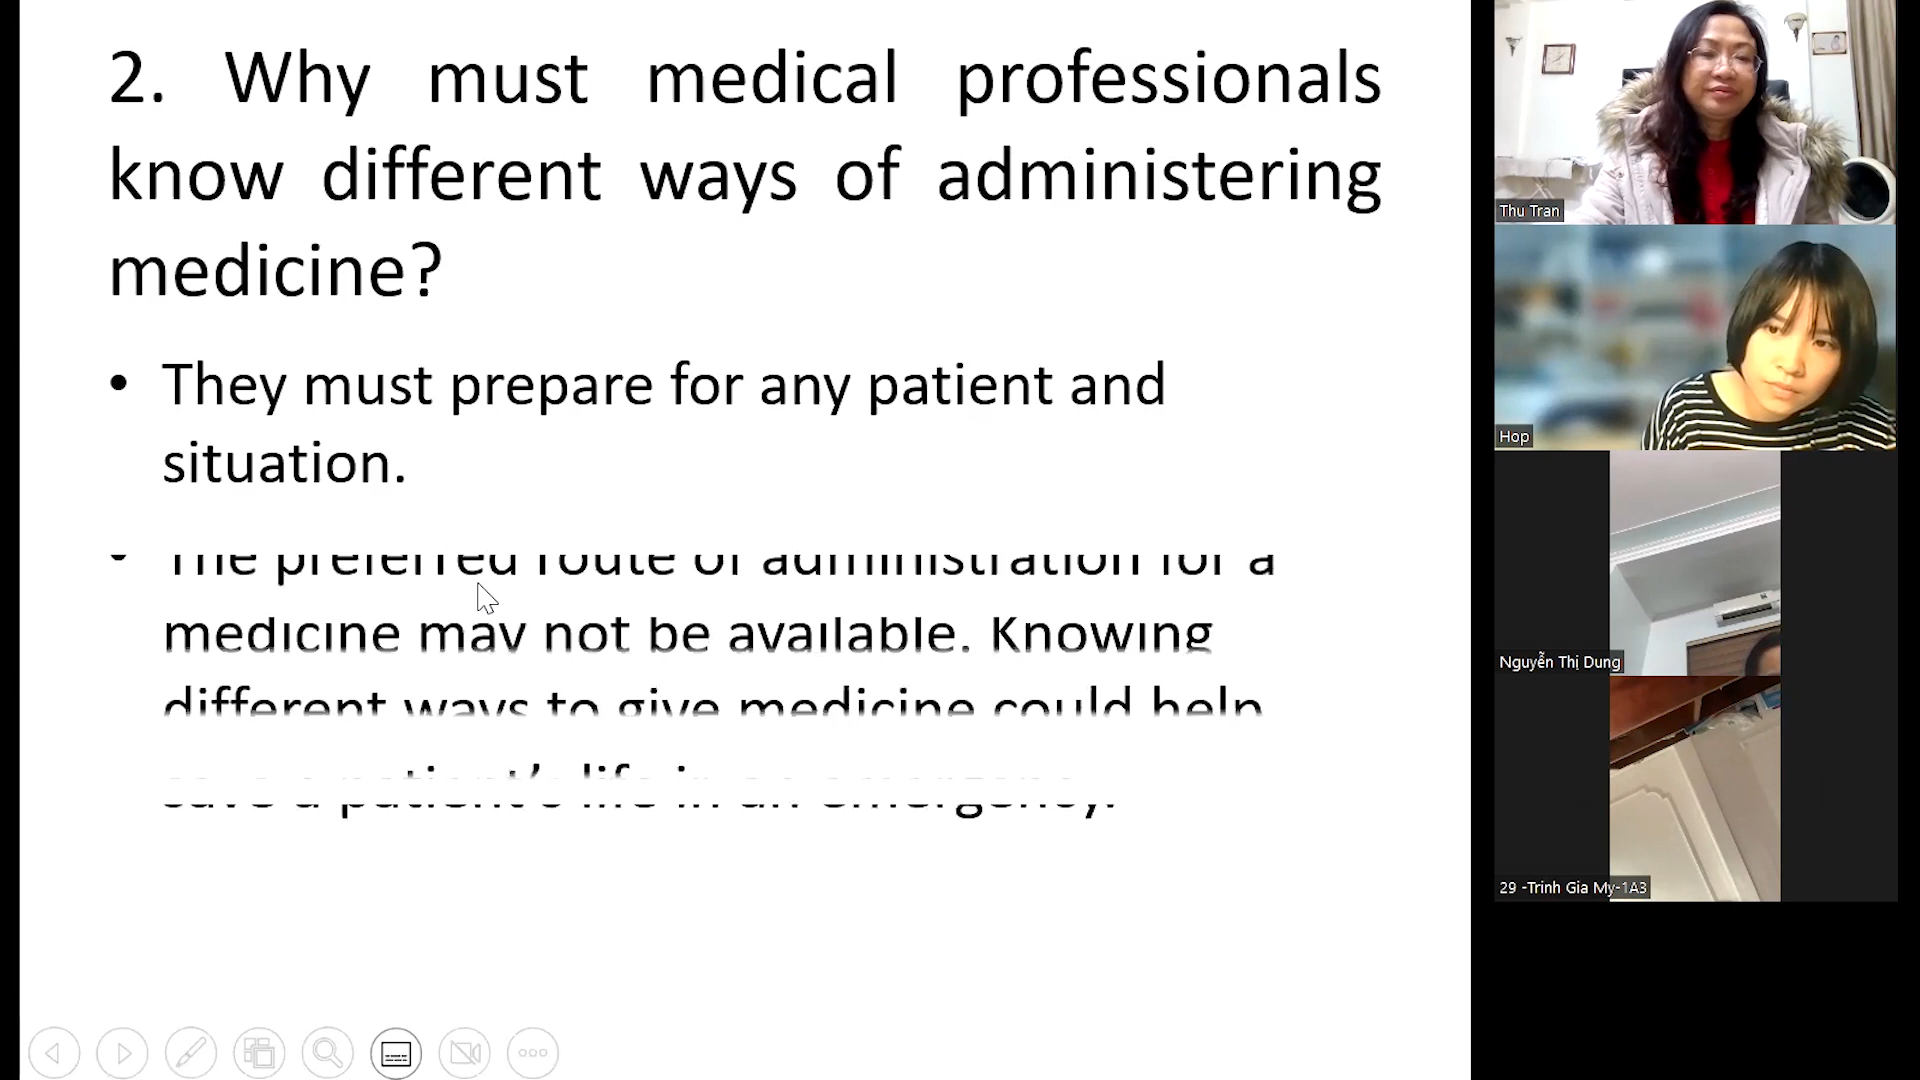 2. Why must medical professionals
know different ways of administering
medicine?
• They must prepare for any patient and
situation.
• The preferred route of administration for a
medicine may not be available. Knowing
different ways to give medicine could help
save a patient’s life in an emergency.
Thu Tran
Hop
Nguyễn Thị Dung
29 -Trinh Gia My-1A3